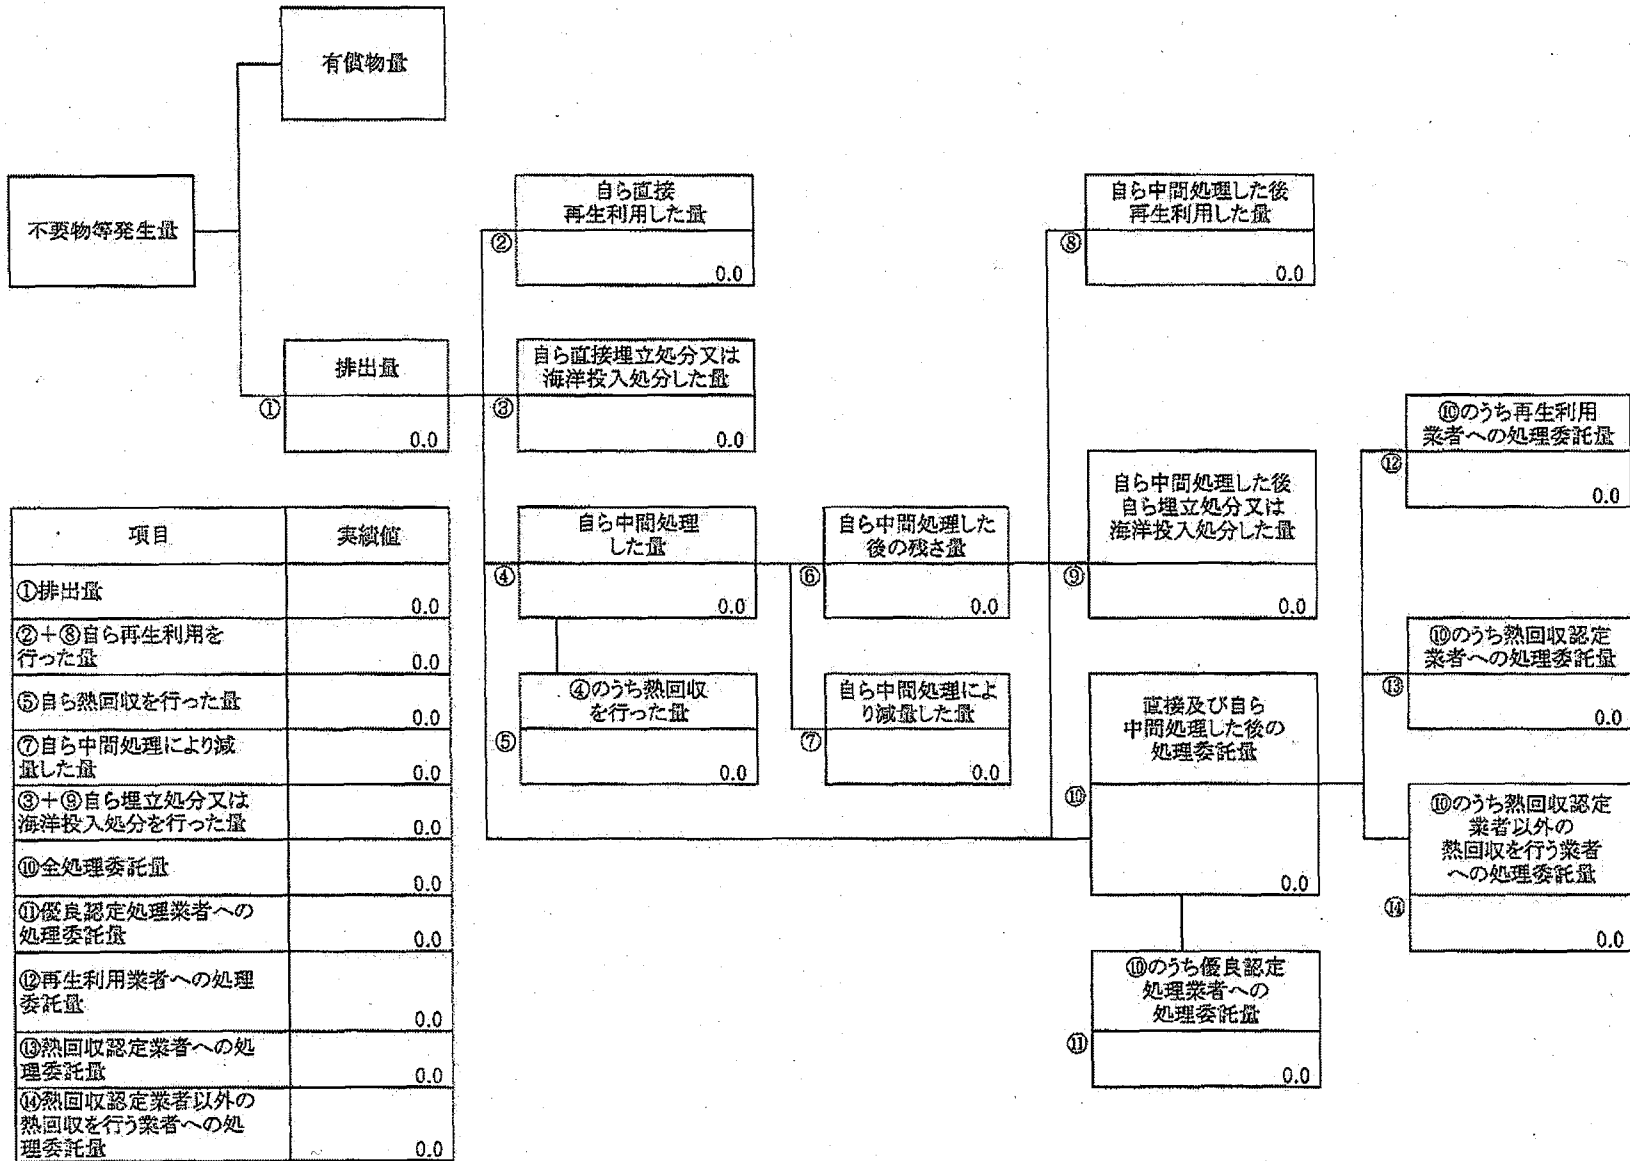 有償物量
不要物等発生量
排出量
①
0.0
自ら直接
再生利用した量
②
0.0
自ら直接埋立処分又は
海洋投入処分した量
③
0.0
自ら中間処理
した量
④
0.0
④のうち熱回収
を行った量
⑤
0.0
自ら中間処理した
後の残さ量
⑥
0.0
自ら中間処理によ
り減量した量
⑦
0.0
自ら中間処理した後
再生利用した量
⑧
0.0
自ら中間処理した後
自ら埋立処分又は
海洋投入処分した量
⑨
0.0
直接及び自ら
中間処理した後の
処理委託量
⑩
0.0
⑩のうち優良認定
処理業者への
処理委託量
⑪
0.0
⑩のうち再生利用
業者への処理委託量
⑫
0.0
⑩のうち熱回収認定
業者への処理委託量
⑬
0.0
⑩のうち熱回収認定
業者以外の
熱回収を行う業者
への処理委託量
⑭
0.0
項目 実績値
①排出量
0.0
②+⑧自ら再生利用を
行った量
0.0
⑤自ら熱回収を行った量
0.0
⑦自ら中間処理により減
量した量
0.0
③+⑨自ら埋立処分又は
海洋投入処分を行った量
0.0
⑩全処理委託量
0.0
⑪優良認定処理業者への
処理委託量
0.0
⑫再生利用業者への処理
委託量
0.0
⑬熱回収認定業者への処
理委託量
0.0
⑭熱回収認定業者以外の
熱回収を行う業者への処
理委託量
0.0